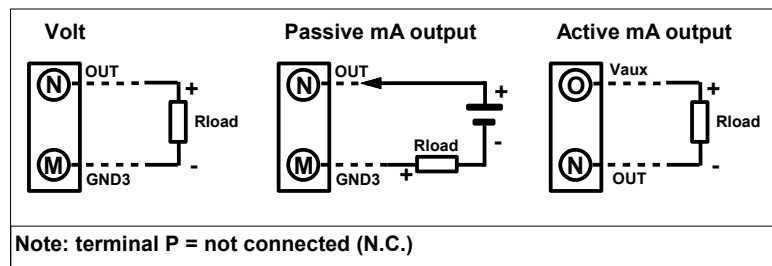 Volt
N
OUT
+
Rload
M
GND3
-
Passive mA output
N
OUT
+
-
Rload
M
GND3
+
Active mA output
O
Vaux
+
Rload
N
OUT
-
Note: terminal P = not connected (N.C.)